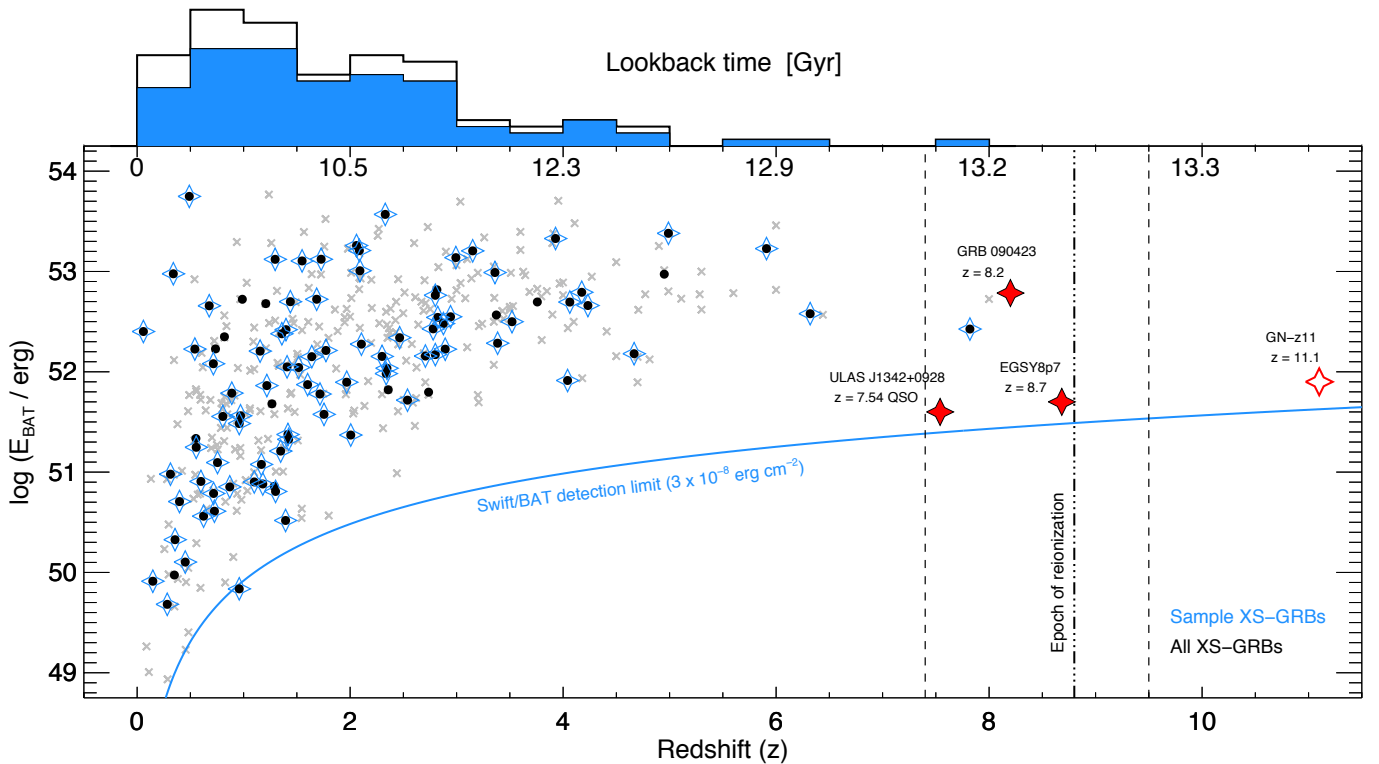 Lookback time [Gyr]
0 10.5 12.3 12.9 13.2 13.3
54
53
52
51
50
49
log (E_BAT / erg)
GRB 090423
z = 8.2
GN−z11
z = 11.1
EGSY8p7
z = 8.7
ULAS J1342+0928
z = 7.54 QSO
Swift/BAT detection limit (3 x 10⁻⁸ erg cm⁻²)
Epoch of reionization
Sample XS−GRBs
All XS−GRBs
0 2 4 6 8 10
Redshift (z)